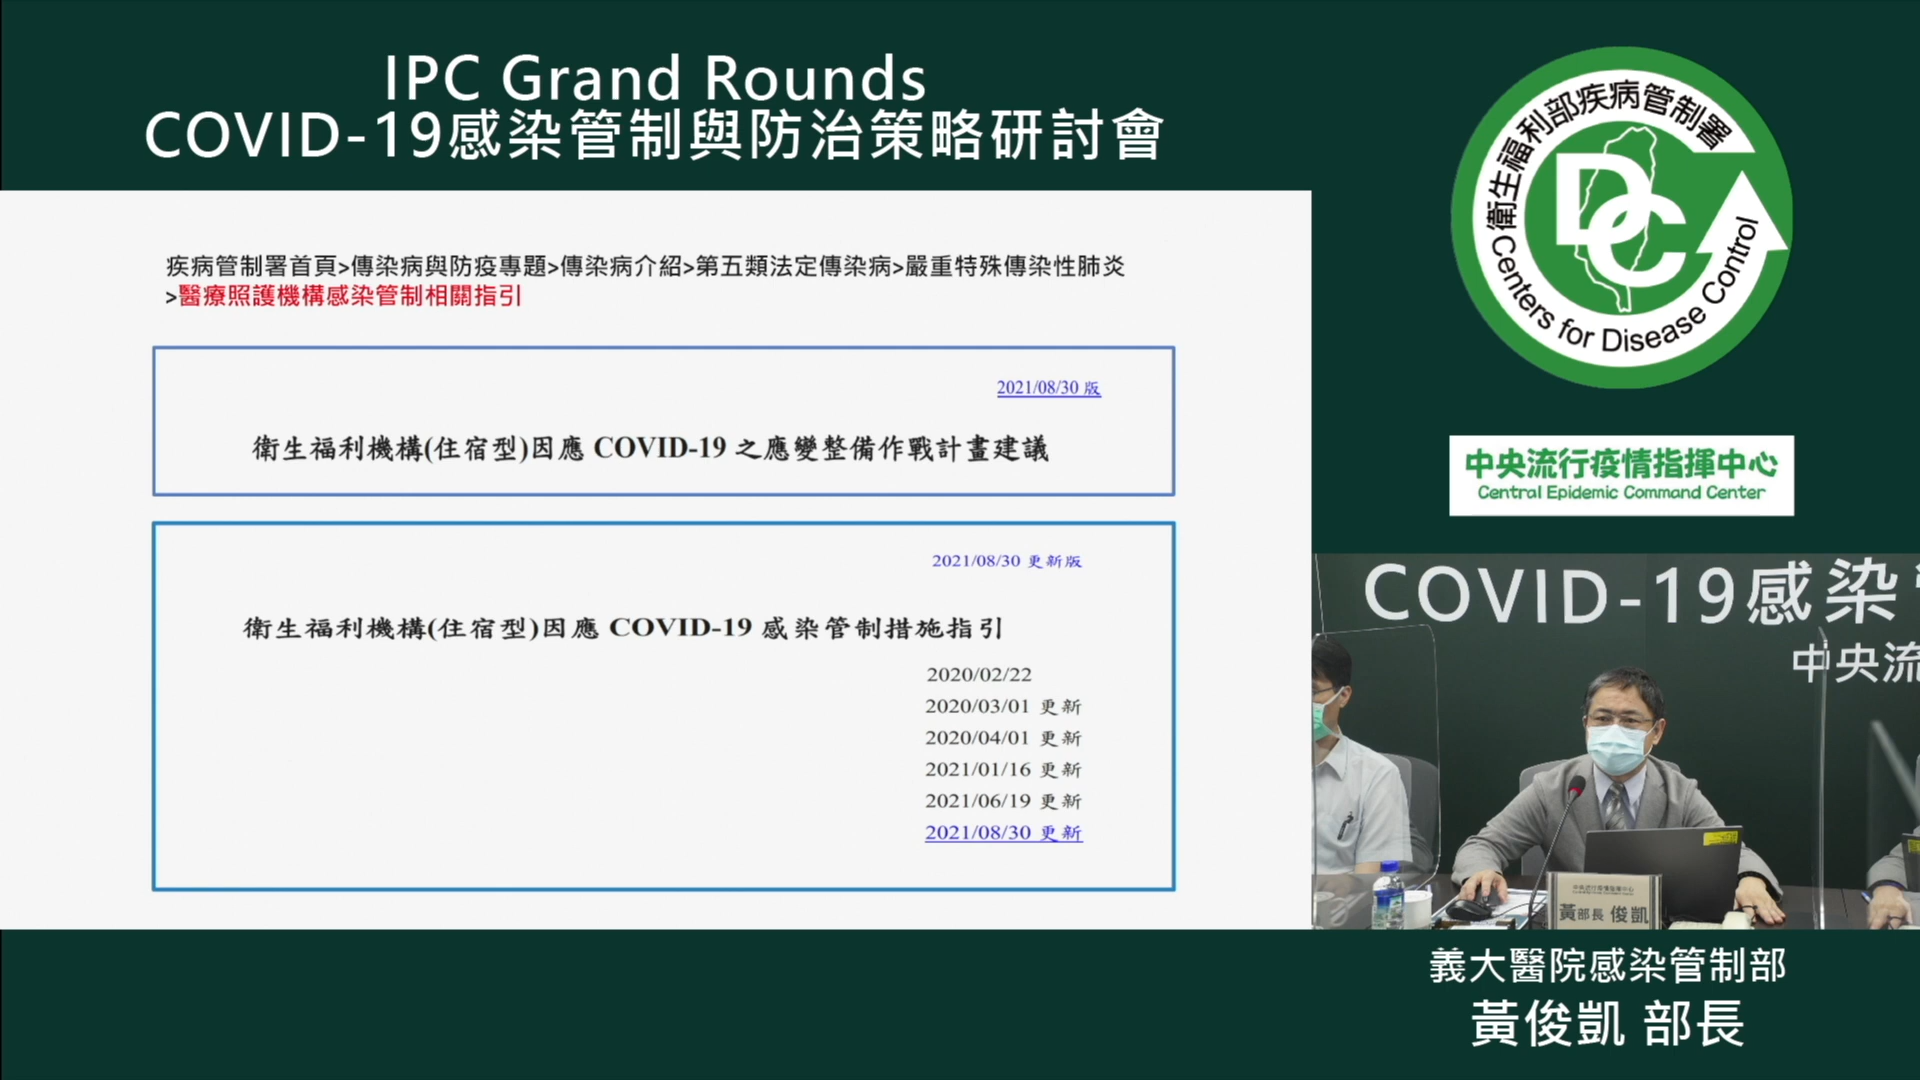 IPC Grand Rounds
COVID-19感染管制與防治策略研討會
疾病管制署首頁>傳染病與防疫專題>傳染病介紹>第五類法定傳染病>嚴重特殊傳染性肺炎
>醫療照護機構感染管制相關指引
2021/08/30 版
衛生福利機構(住宿型)因應 COVID-19 之應變整備作戰計畫建議
2021/08/30 更新版
衛生福利機構(住宿型)因應 COVID-19 感染管制措施指引
2020/02/22
2020/03/01 更新
2020/04/01 更新
2021/01/16 更新
2021/06/19 更新
2021/08/30 更新
衛生福利部疾病管制署
DC
Centers for Disease Control
中央流行疫情指揮中心
Central Epidemic Command Center
COVID-19感染
中央流
中央流行疫情指揮中心
黃部長 俊凱
義大醫院感染管制部
黃俊凱 部長